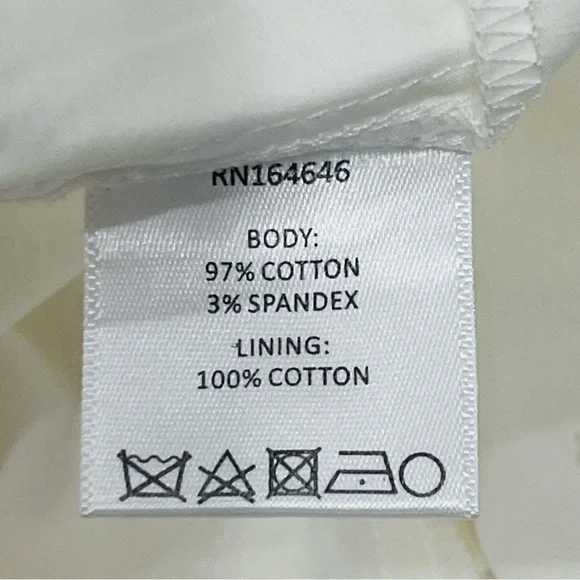 RN164646
BODY:
97% COTTON
3% SPANDEX
LINING:
100% COTTON